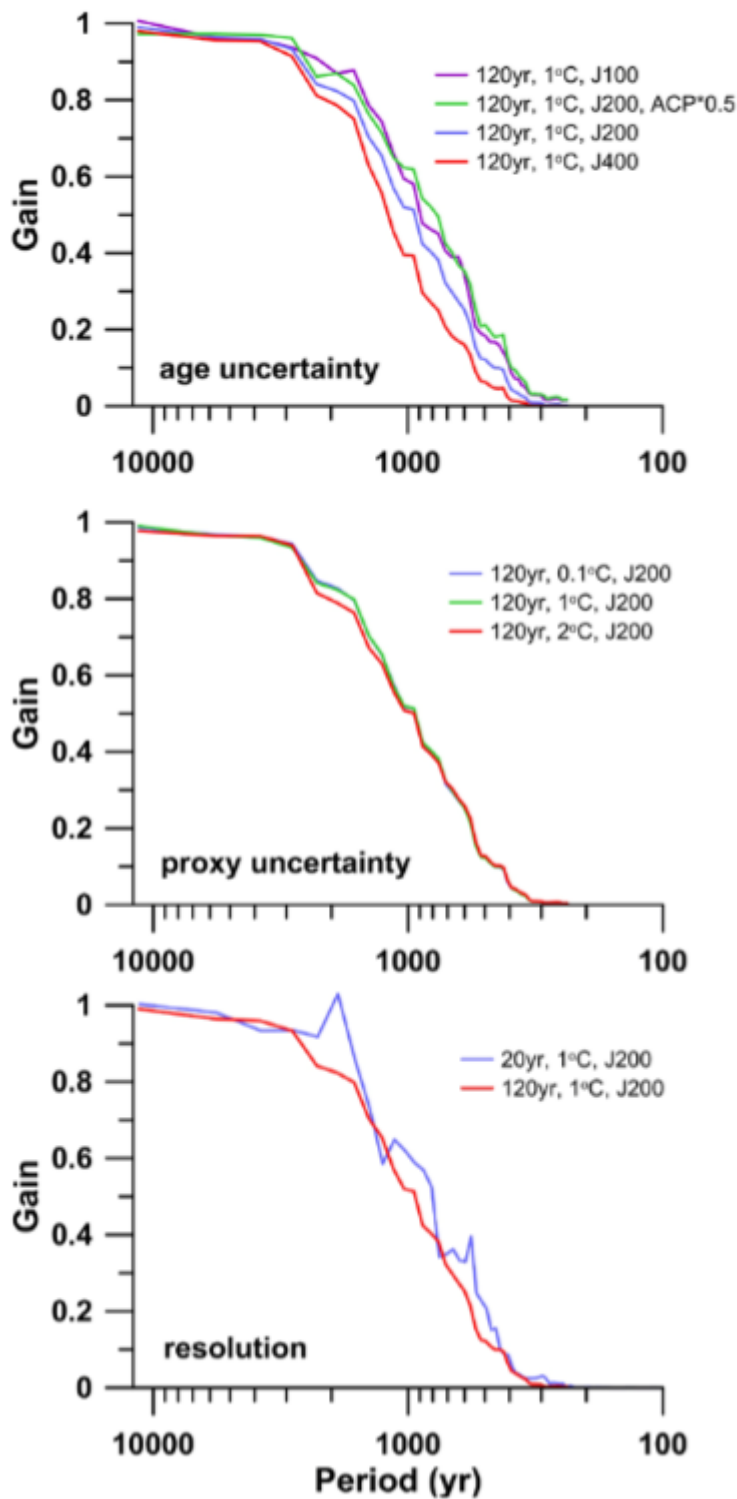 1
0.8
0.6
0.4
0.2
0
Gain
120yr, 1°C, J100
120yr, 1°C, J200, ACP*0.5
120yr, 1°C, J200
120yr, 1°C, J400
age uncertainty
10000 1000 100
1
0.8
0.6
0.4
0.2
0
Gain
120yr, 0.1°C, J200
120yr, 1°C, J200
120yr, 2°C, J200
proxy uncertainty
10000 1000 100
1
0.8
0.6
0.4
0.2
0
Gain
20yr, 1°C, J200
120yr, 1°C, J200
resolution
10000 1000 100
Period (yr)